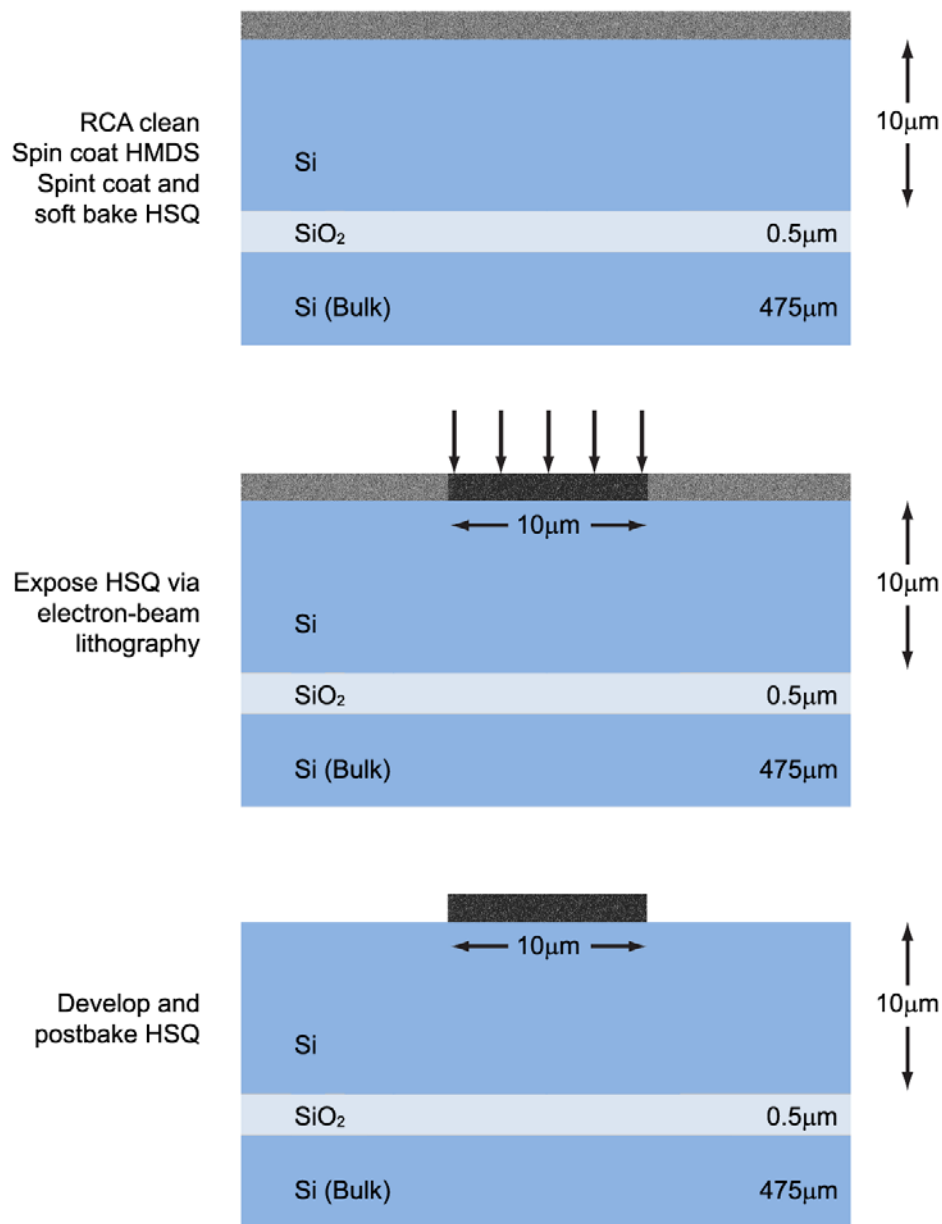 RCA clean
Spin coat HMDS
Spint coat and
soft bake HSQ
Si
10μm
SiO₂
0.5μm
Si (Bulk)
475μm
Expose HSQ via
electron-beam
lithography
10μm
10μm
Si
SiO₂
0.5μm
Si (Bulk)
475μm
Develop and
postbake HSQ
10μm
10μm
Si
SiO₂
0.5μm
Si (Bulk)
475μm